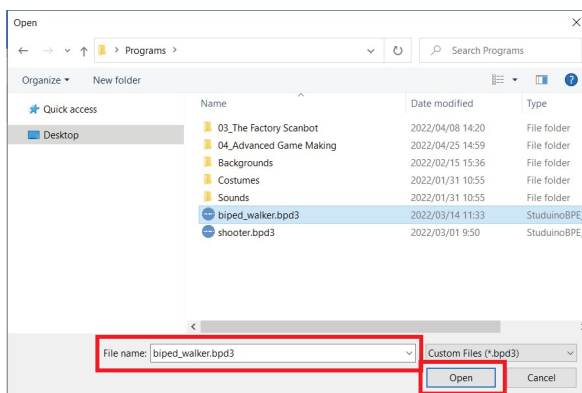 Open
Programs
Search Programs
Organize New folder
Quick access
Desktop
Name Date modified Type
03_The Factory Scanbot 2022/04/08 14:20 File folder
04_Advanced Game Making 2022/04/25 14:59 File folder
Backgrounds 2022/02/15 15:36 File folder
Costumes 2022/01/31 10:55 File folder
Sounds 2022/01/31 10:55 File folder
biped_walker.bpd3 2022/03/14 11:33 StuduinoBPE_
shooter.bpd3 2022/03/01 9:50 StuduinoBPE_
File name: biped_walker.bpd3 Custom Files (*.bpd3)
Open Cancel